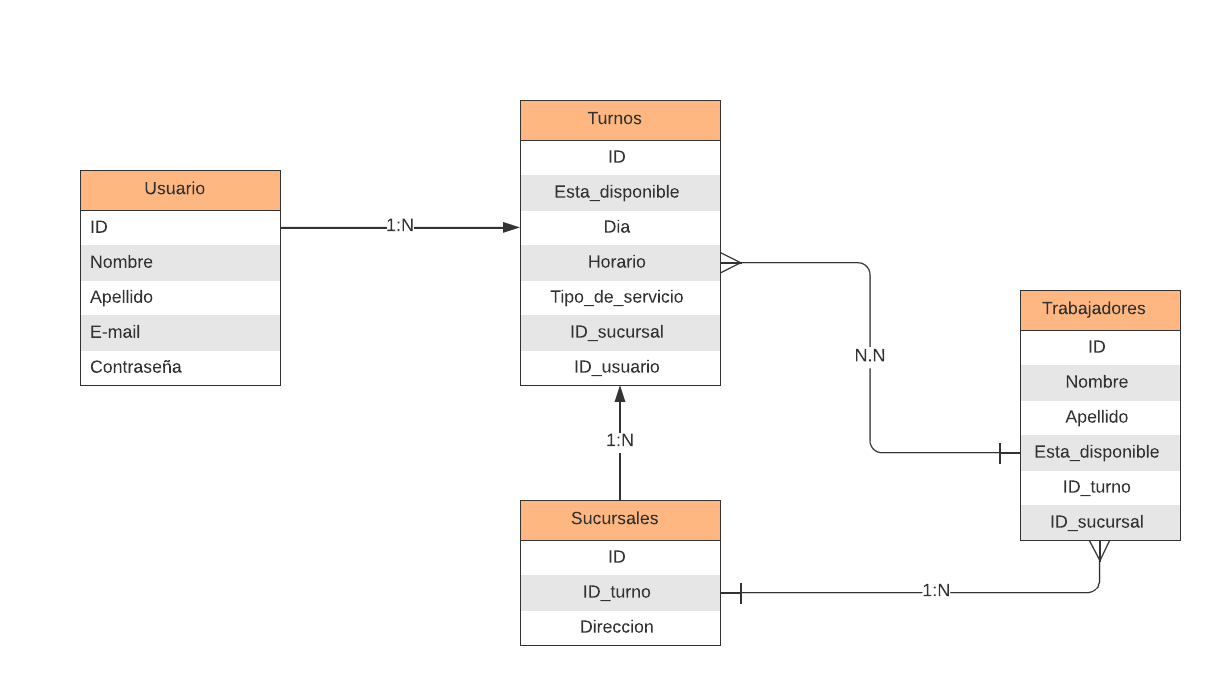 Usuario
ID
Nombre
Apellido
E-mail
Contraseña
1:N
Turnos
ID
Esta_disponible
Dia
Horario
Tipo_de_servicio
ID_sucursal
ID_usuario
1:N
Sucursales
ID
ID_turno
Direccion
N.N
1:N
Trabajadores
ID
Nombre
Apellido
Esta_disponible
ID_turno
ID_sucursal